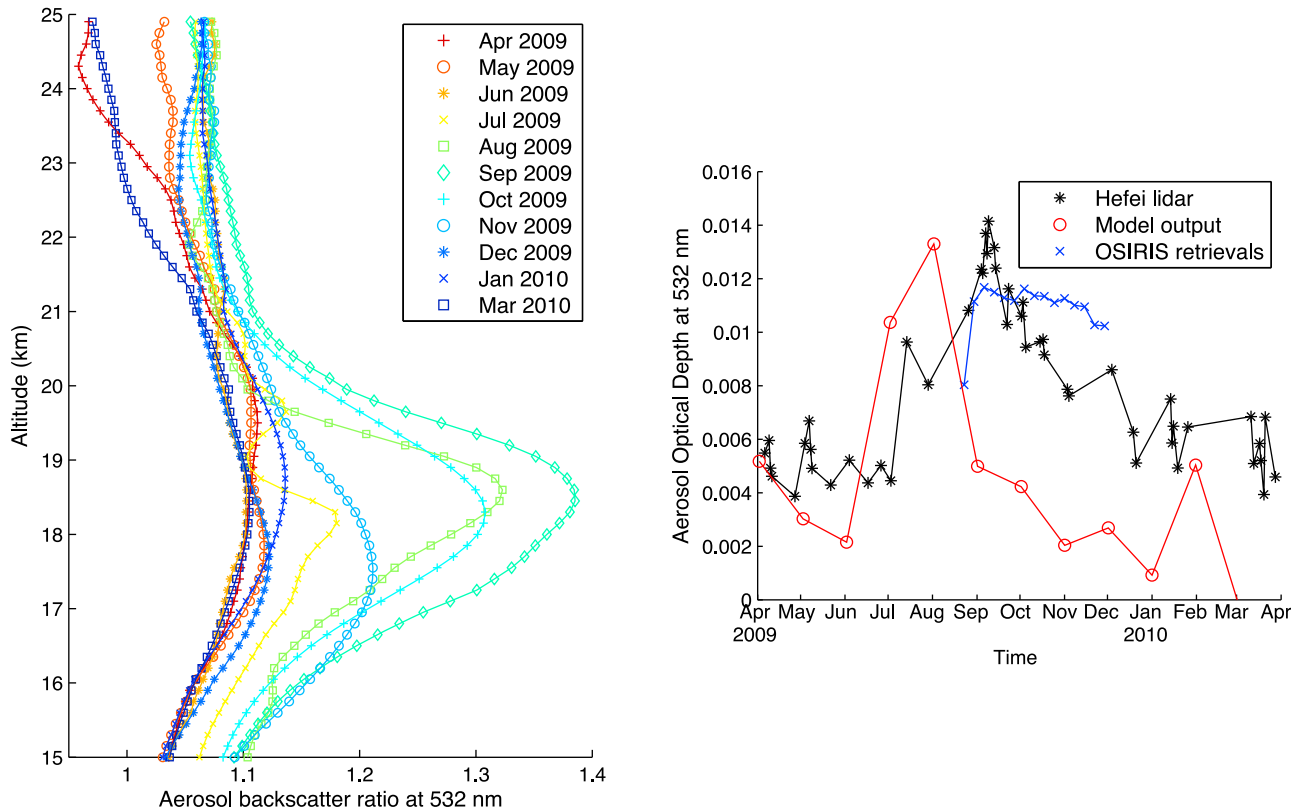 25
24
23
22
21
20
19
18
17
16
15
Altitude (km)
1
1.1
1.2
1.3
1.4
Aerosol backscatter ratio at 532 nm
Apr 2009
May 2009
Jun 2009
Jul 2009
Aug 2009
Sep 2009
Oct 2009
Nov 2009
Dec 2009
Jan 2010
Mar 2010
0.016
0.014
0.012
0.010
0.008
0.006
0.004
0.002
0
Aerosol Optical Depth at 532 nm
Hefei lidar
Model output
OSIRIS retrievals
Apr May Jun Jul Aug Sep Oct Nov Dec Jan Feb Mar Apr
2009 2010
Time